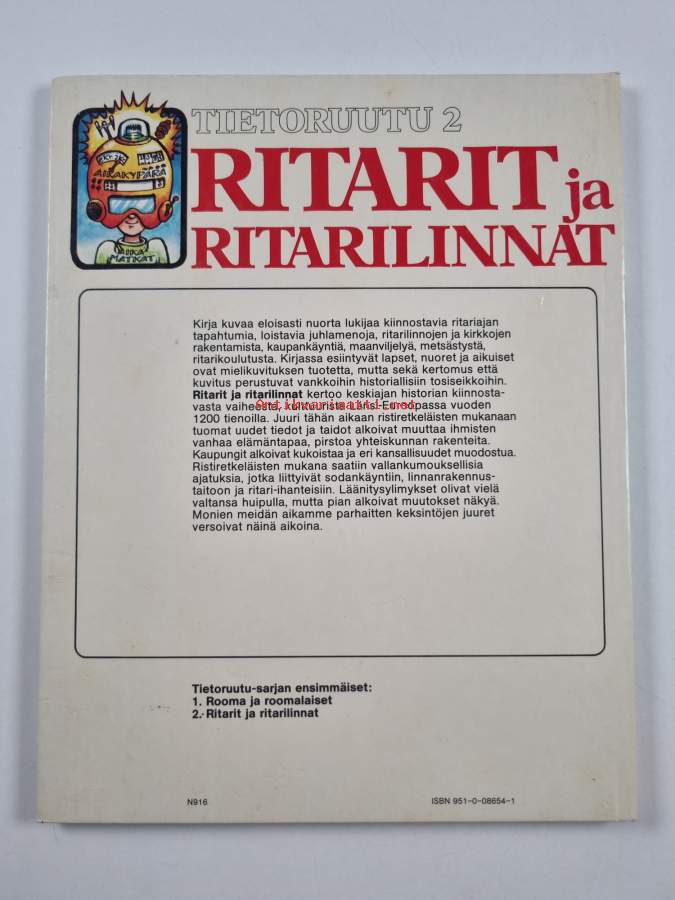 TIETORUUTU 2
RITARIT ja
RITARILINNAT
AIKAKYPÄRÄ
AIKA
MATKAT
Kirja kuvaa eloisasti nuorta lukijaa kiinnostavia ritariajan
tapahtumia, loistavia juhlamenoja, ritarilinnojen ja kirkkojen
rakentamista, kaupankäyntiä, maanviljelyä, metsästystä,
ritarikoulutusta. Kirjassa esiintyvät lapset, nuoret ja aikuiset
ovat mielikuvituksen tuotetta, mutta sekä kertomus että
kuvitus perustuvat vankkoihin historiallisiin tosiseikkoihin.
Ritarit ja ritarilinnat kertoo keskiajan historian kiinnosta-
vasta vaiheesta, kulttuurista Länsi-Euroopassa vuoden
1200 tienoilla. Juuri tähän aikaan ristiretkeläisten mukanaan
tuomat uudet tiedot ja taidot alkoivat muuttaa ihmisten
vanhaa elämäntapaa, pirstoa yhteiskunnan rakenteita.
Kaupungit alkoivat kukoistaa ja eri kansallisuudet muodostua.
Ristiretkeläisten mukana saatiin vallankumouksellisia
ajatuksia, jotka liittyivät sodankäyntiin, linnanrakennus-
taitoon ja ritari-ihanteisiin. Läänitysylimykset olivat vielä
valtansa huipulla, mutta pian alkoivat muutokset näkyä.
Monien meidän aikamme parhaitten keksintöjen juuret
versoivat näinä aikoina.
Antikvariaatti.net
Tietoruutu-sarjan ensimmäiset:
1. Rooma ja roomalaiset
2. Ritarit ja ritarilinnat
N916
ISBN 951-0-08654-1